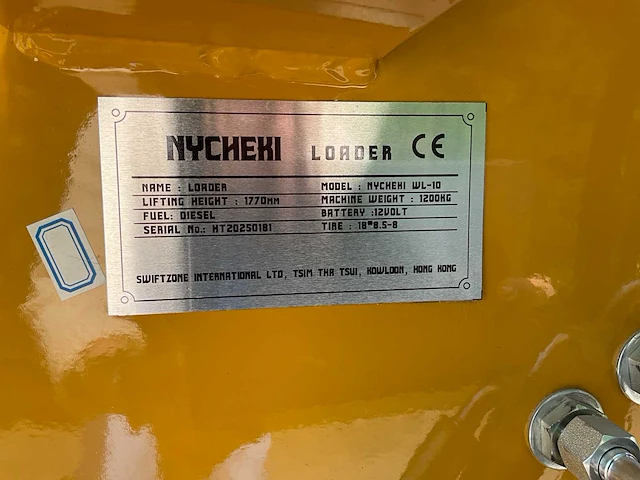 NYCHEKI LOADER CE
NAME : LOADER MODEL : NYCHEKI WL-10
LIFTING HEIGHT : 1770MM MACHINE WEIGHT : 1200KG
FUEL: DIESEL BATTERY :12VOLT
SERIAL No.: HT20250181 TIRE : 18*8.5-8
SWIFTZONE INTERNATIONAL LTD, TSIM THA TSUI, KOWLOON, HONG KONG